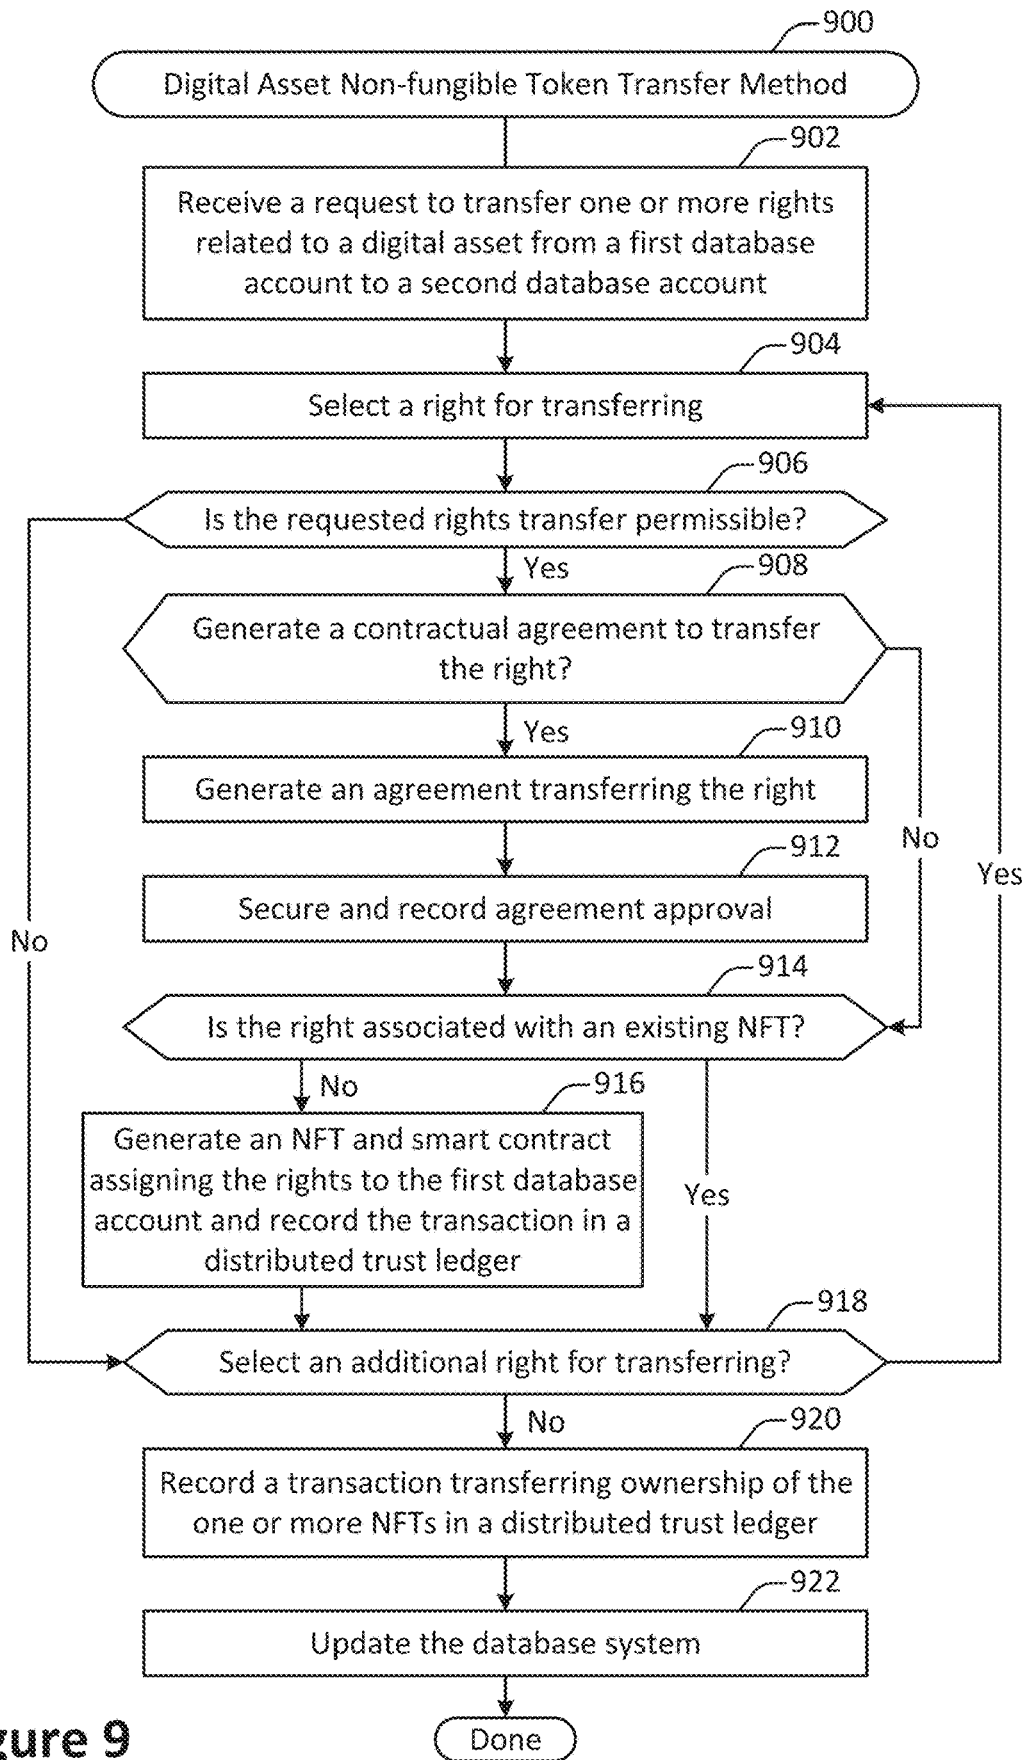 900
Digital Asset Non-fungible Token Transfer Method
902
Receive a request to transfer one or more rights
related to a digital asset from a first database
account to a second database account
904
Select a right for transferring
906
Is the requested rights transfer permissible?
Yes
908
Generate a contractual agreement to transfer
the right?
Yes
910
Generate an agreement transferring the right
No
912
Yes
Secure and record agreement approval
No
914
Is the right associated with an existing NFT?
No
916
Generate an NFT and smart contract
assigning the rights to the first database
account and record the transaction in a
distributed trust ledger
Yes
918
Select an additional right for transferring?
No
920
Record a transaction transferring ownership of the
one or more NFTs in a distributed trust ledger
922
Update the database system
Done
gure 9